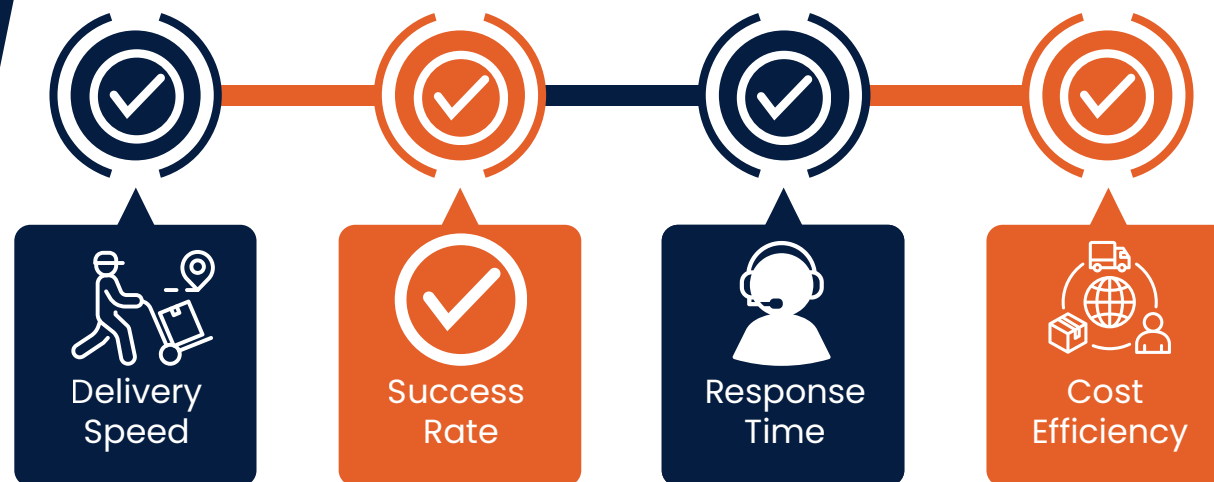 Delivery
Speed
Success
Rate
Response
Time
Cost
Efficiency